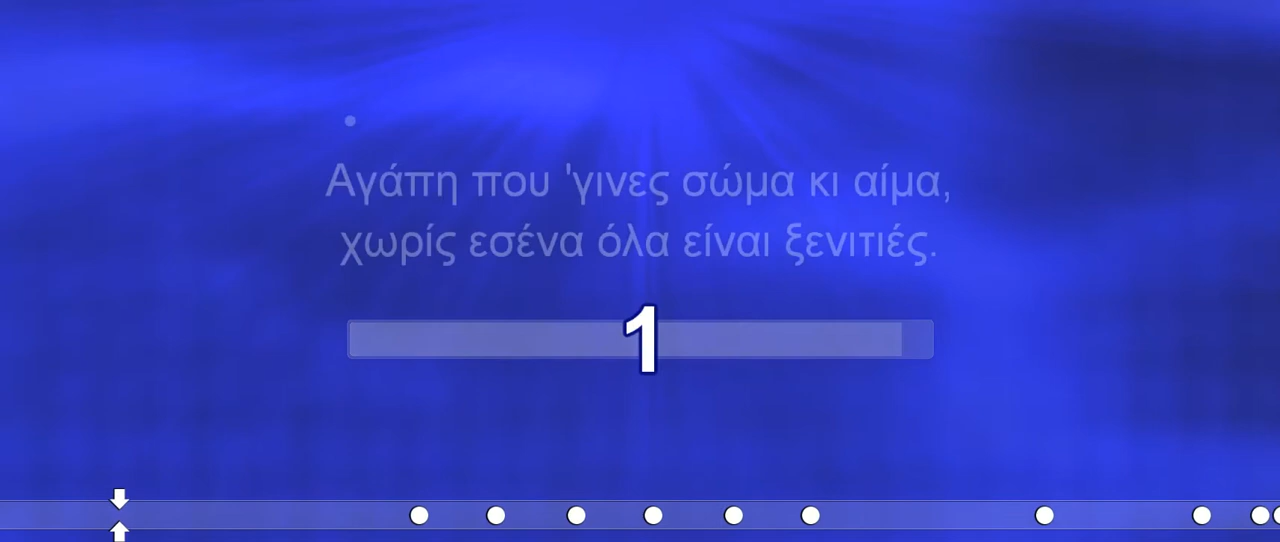 Αγάπη που 'γινες σώμα κι αίμα,
χωρίς εσένα όλα είναι ξενιτιές.
1